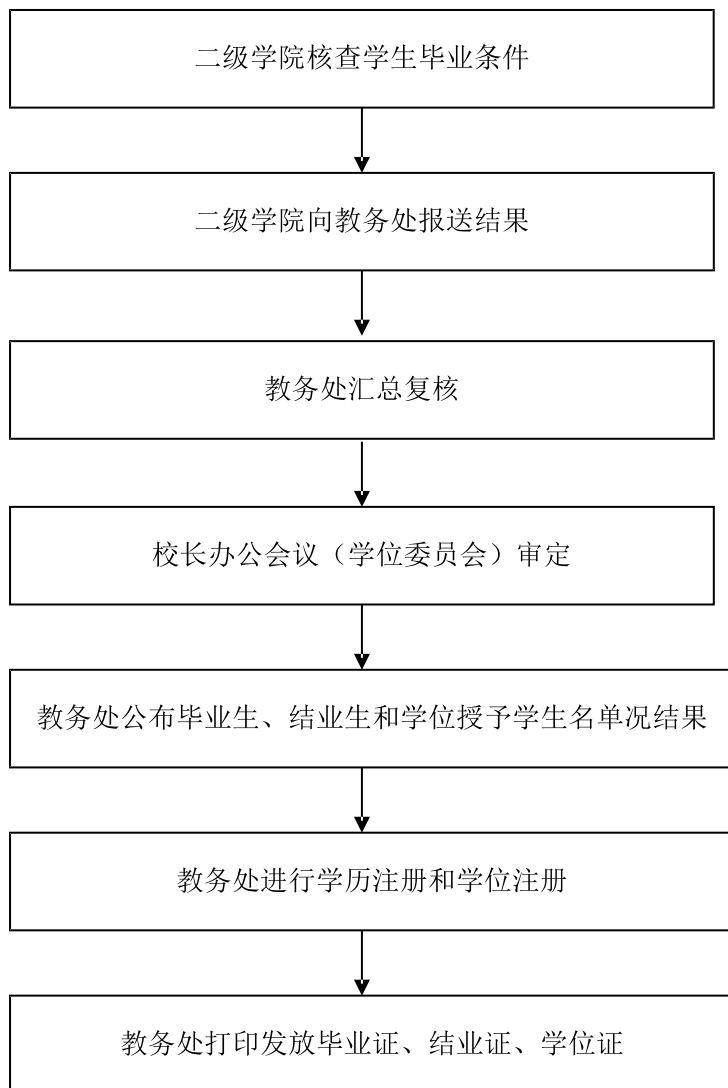 二级学院核查学生毕业条件
二级学院向教务处报送结果
教务处汇总复核
校长办公会议（学位委员会）审定
教务处公布毕业生、结业生和学位授予学生名单况结果
教务处进行学历注册和学位注册
教务处打印发放毕业证、结业证、学位证